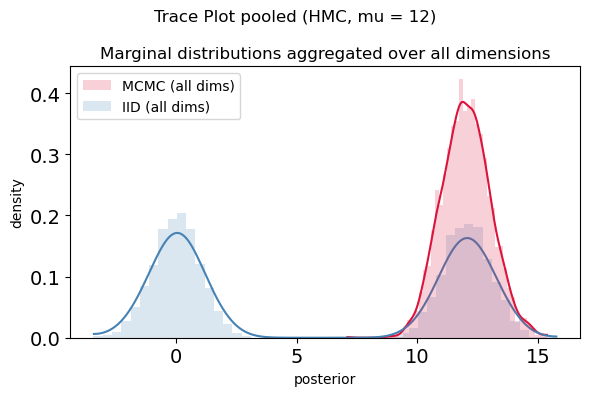 Trace Plot pooled (HMC, mu = 12)
Marginal distributions aggregated over all dimensions
MCMC (all dims)
IID (all dims)
density
0.4
0.3
0.2
0.1
0.0
0 5 10 15
posterior